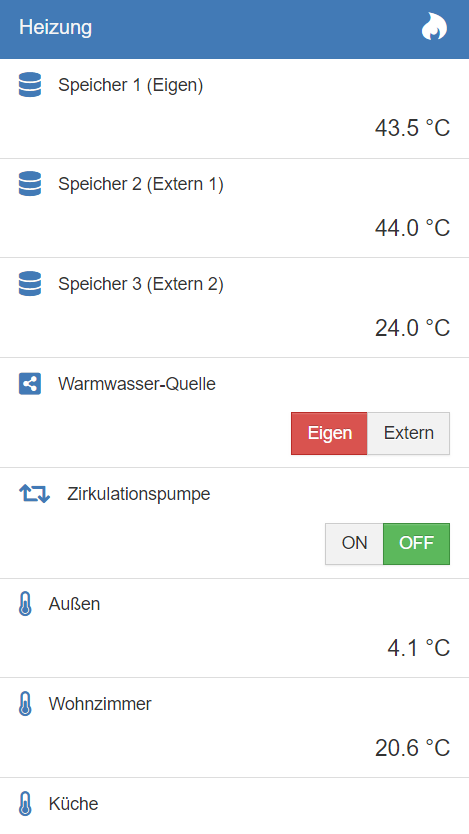 Heizung
Speicher 1 (Eigen)
43.5 °C
Speicher 2 (Extern 1)
44.0 °C
Speicher 3 (Extern 2)
24.0 °C
Warmwasser-Quelle
Eigen Extern
Zirkulationspumpe
ON OFF
Außen
4.1 °C
Wohnzimmer
20.6 °C
Küche